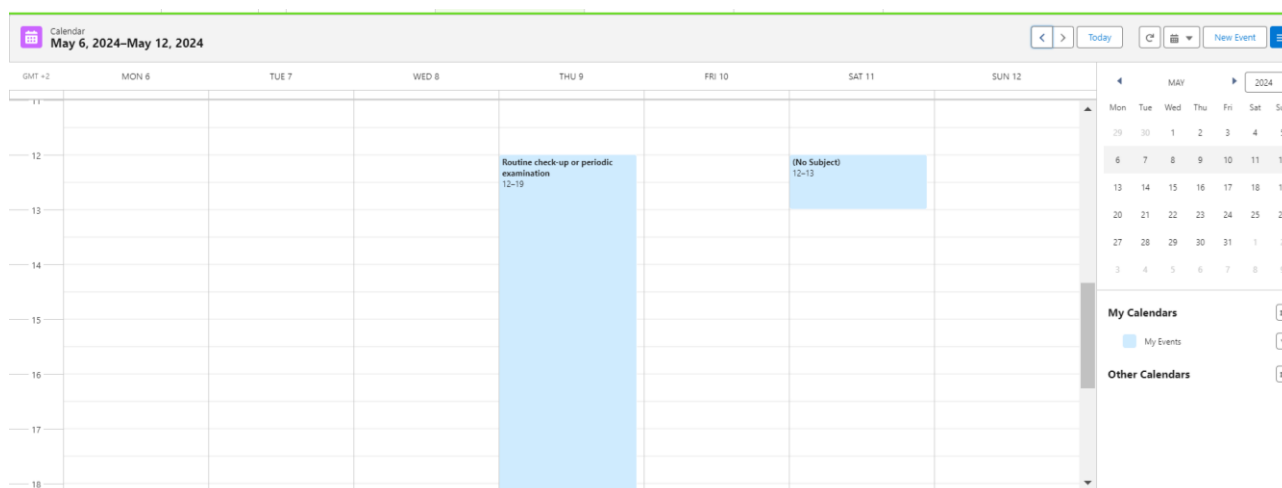 Calendar
May 6, 2024–May 12, 2024
Today
New Event
GMT +2
MON 6
TUE 7
WED 8
THU 9
FRI 10
SAT 11
SUN 12
11
12
13
14
15
16
17
18
Routine check-up or periodic
examination
12–19
(No Subject)
12–13
MAY
2024
Mon Tue Wed Thu Fri Sat
29 30 1 2 3 4
6 7 8 9 10 11
13 14 15 16 17 18
20 21 22 23 24 25
27 28 29 30 31 1
3 4 5 6 7 8
My Calendars
My Events
Other Calendars